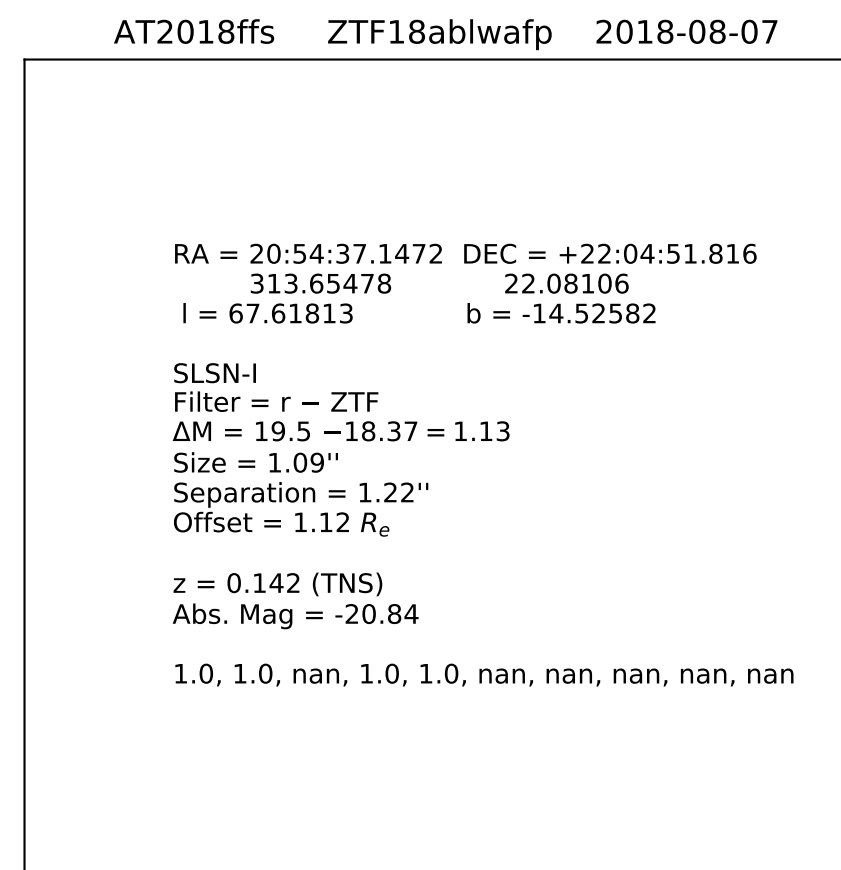 AT2018ffs ZTF18ablwafp 2018-08-07
RA = 20:54:37.1472 DEC = +22:04:51.816
313.65478 22.08106
l = 67.61813 b = -14.52582
SLSN-I
Filter = r − ZTF
ΔM = 19.5 −18.37 = 1.13
Size = 1.09''
Separation = 1.22''
Offset = 1.12 Rₑ
z = 0.142 (TNS)
Abs. Mag = -20.84
1.0, 1.0, nan, 1.0, 1.0, nan, nan, nan, nan, nan